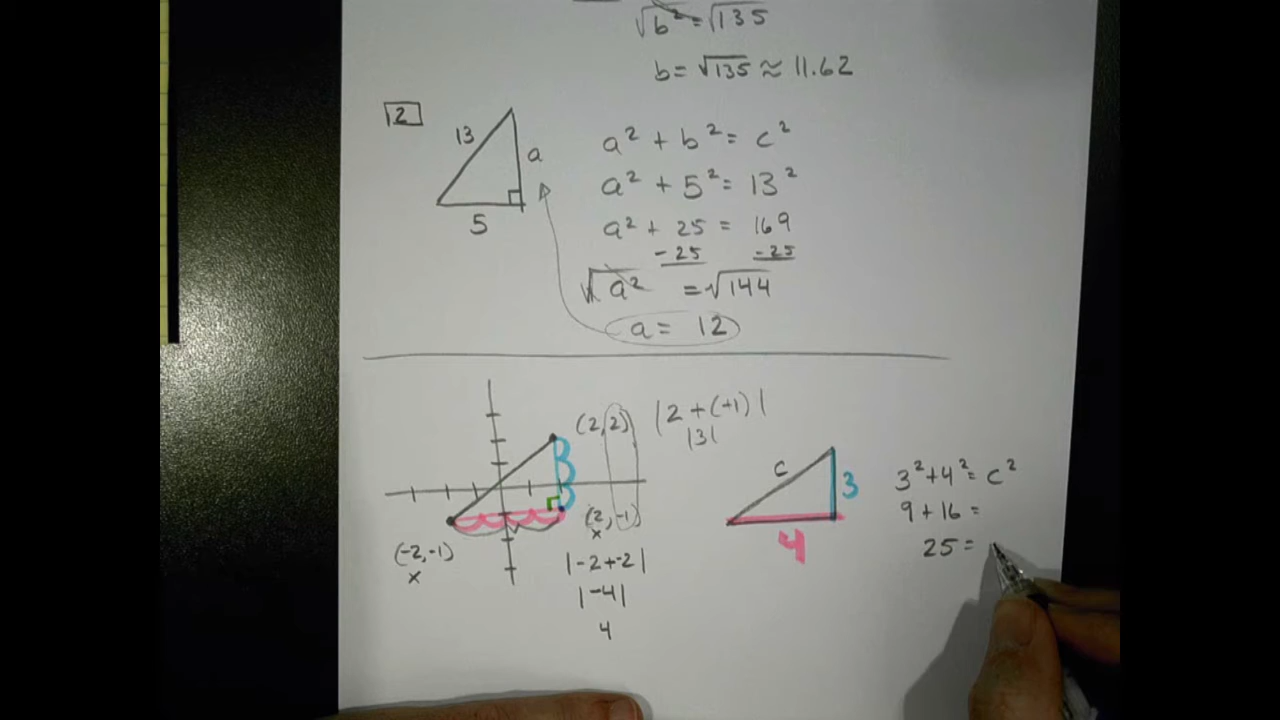 √b² = √135
b = √135 ≈ 11.62
2
13
a
5
a² + b² = c²
a² + 5² = 13²
a² + 25 = 169
-25 -25
√a² = √144
a = 12
(2, 2)
|2 + (+1)|
|3|
(2, -1)
x
(-2, -1)
x
|-2+-2|
|-4|
4
c
3
4
3² + 4² = c²
9 + 16 =
25 =